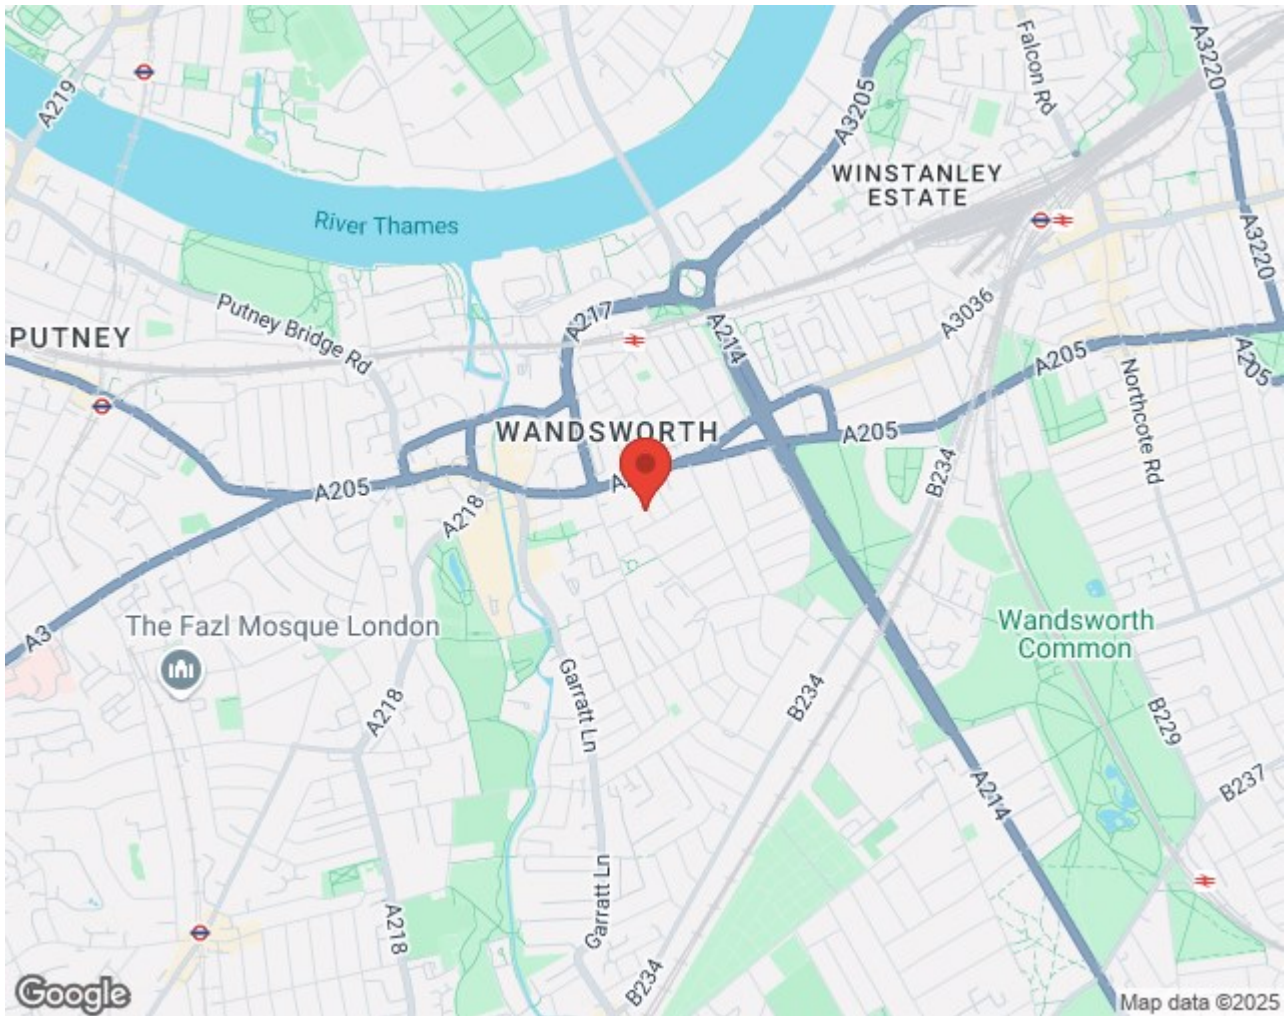 A219
Falcon Rd
A3220
A3205
WINSTANLEY
ESTATE
River Thames
A3220
Putney Bridge Rd
A217
A3036
PUTNEY
A214
A205
A205
Northcote Rd
WANDSWORTH
A205
B234
A205
A218
A3
The Fazl Mosque London
Wandsworth
Common
Garratt Ln
B234
A218
B229
B237
A214
Garratt Ln
A218
B234
Google
Map data ©2025